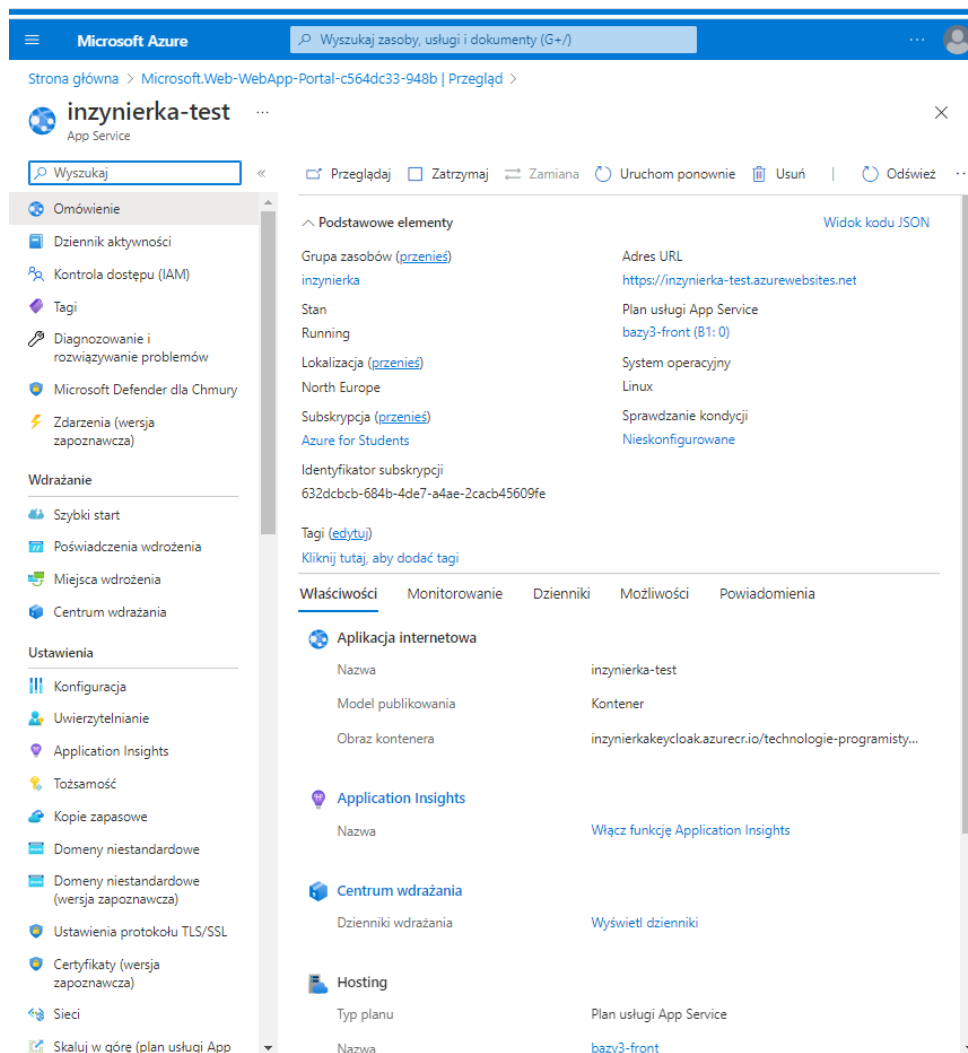 Microsoft Azure
Wyszukaj zasoby, usługi i dokumenty (G+/)
Strona główna > Microsoft.Web-WebApp-Portal-c564dc33-948b | Przegląd >
inzynierka-test ...
App Service
Wyszukaj
Omówienie
Dziennik aktywności
Kontrola dostępu (IAM)
Tagi
Diagnozowanie i
rozwiązywanie problemów
Microsoft Defender dla Chmury
Zdarzenia (wersja
zapoznawcza)
Wdrażanie
Szybki start
Poświadczenia wdrożenia
Miejsca wdrożenia
Centrum wdrażania
Ustawienia
Konfiguracja
Uwierzytelnianie
Application Insights
Tożsamość
Kopie zapasowe
Domeny niestandardowe
Domeny niestandardowe
(wersja zapoznawcza)
Ustawienia protokołu TLS/SSL
Certyfikaty (wersja
zapoznawcza)
Sieci
Skaluj w górę (plan usługi App
Przeglądaj Zatrzymaj Zamiana Uruchom ponownie Usuń | Odśwież
Podstawowe elementy Widok kodu JSON
Grupa zasobów (przenieś)
inzynierka
Stan
Running
Lokalizacja (przenieś)
North Europe
Subskrypcja (przenieś)
Azure for Students
Identyfikator subskrypcji
632dcbcb-684b-4de7-a4ae-2cacb45609fe
Adres URL
https://inzynierka-test.azurewebsites.net
Plan usługi App Service
bazy3-front (B1: 0)
System operacyjny
Linux
Sprawdzanie kondycji
Nieskonfigurowane
Tagi (edytuj)
Kliknij tutaj, aby dodać tagi
Właściwości Monitorowanie Dzienniki Możliwości Powiadomienia
Aplikacja internetowa
Nazwa inzynierka-test
Model publikowania Kontener
Obraz kontenera inzynierkakeycloak.azurecr.io/technologie-programisty...
Application Insights
Nazwa Włącz funkcję Application Insights
Centrum wdrażania
Dzienniki wdrażania Wyświetl dzienniki
Hosting
Typ planu Plan usługi App Service
Nazwa bazy3-front